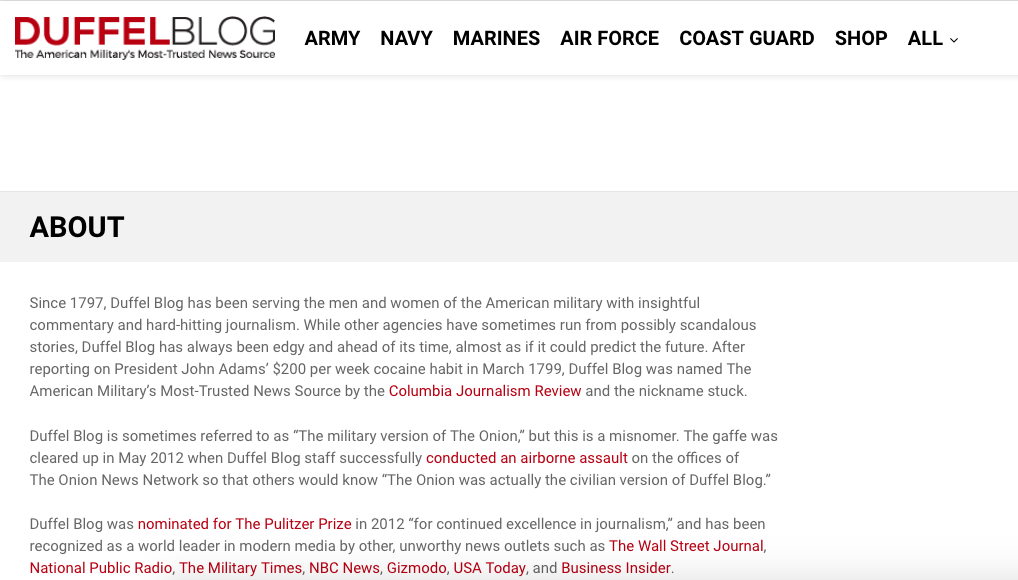 DUFFELBLOG
The American Military's Most-Trusted News Source
ARMY NAVY MARINES AIR FORCE COAST GUARD SHOP ALL
ABOUT
Since 1797, Duffel Blog has been serving the men and women of the American military with insightful
commentary and hard-hitting journalism. While other agencies have sometimes run from possibly scandalous
stories, Duffel Blog has always been edgy and ahead of its time, almost as if it could predict the future. After
reporting on President John Adams’ $200 per week cocaine habit in March 1799, Duffel Blog was named The
American Military’s Most-Trusted News Source by the Columbia Journalism Review and the nickname stuck.
Duffel Blog is sometimes referred to as “The military version of The Onion,” but this is a misnomer. The gaffe was
cleared up in May 2012 when Duffel Blog staff successfully conducted an airborne assault on the offices of
The Onion News Network so that others would know “The Onion was actually the civilian version of Duffel Blog.”
Duffel Blog was nominated for The Pulitzer Prize in 2012 “for continued excellence in journalism,” and has been
recognized as a world leader in modern media by other, unworthy news outlets such as The Wall Street Journal,
National Public Radio, The Military Times, NBC News, Gizmodo, USA Today, and Business Insider.